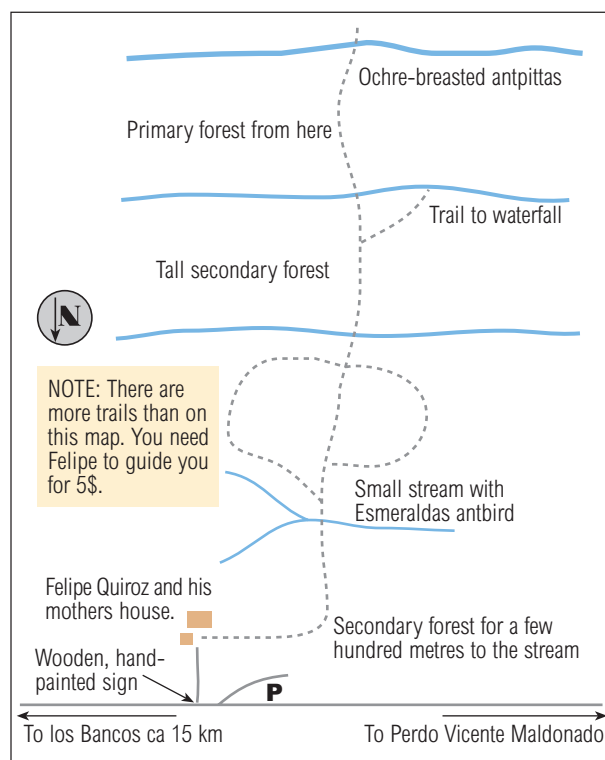 Ochre-breasted antpittas
Primary forest from here
Trail to waterfall
Tall secondary forest
N
NOTE: There are
more trails than on
this map. You need
Felipe to guide you
for 5$.
Small stream with
Esmeraldas antbird
Felipe Quiroz and his
mothers house.
Secondary forest for a few
hundred metres to the stream
Wooden, hand-
painted sign
P
To los Bancos ca 15 km
To Perdo Vicente Maldonado